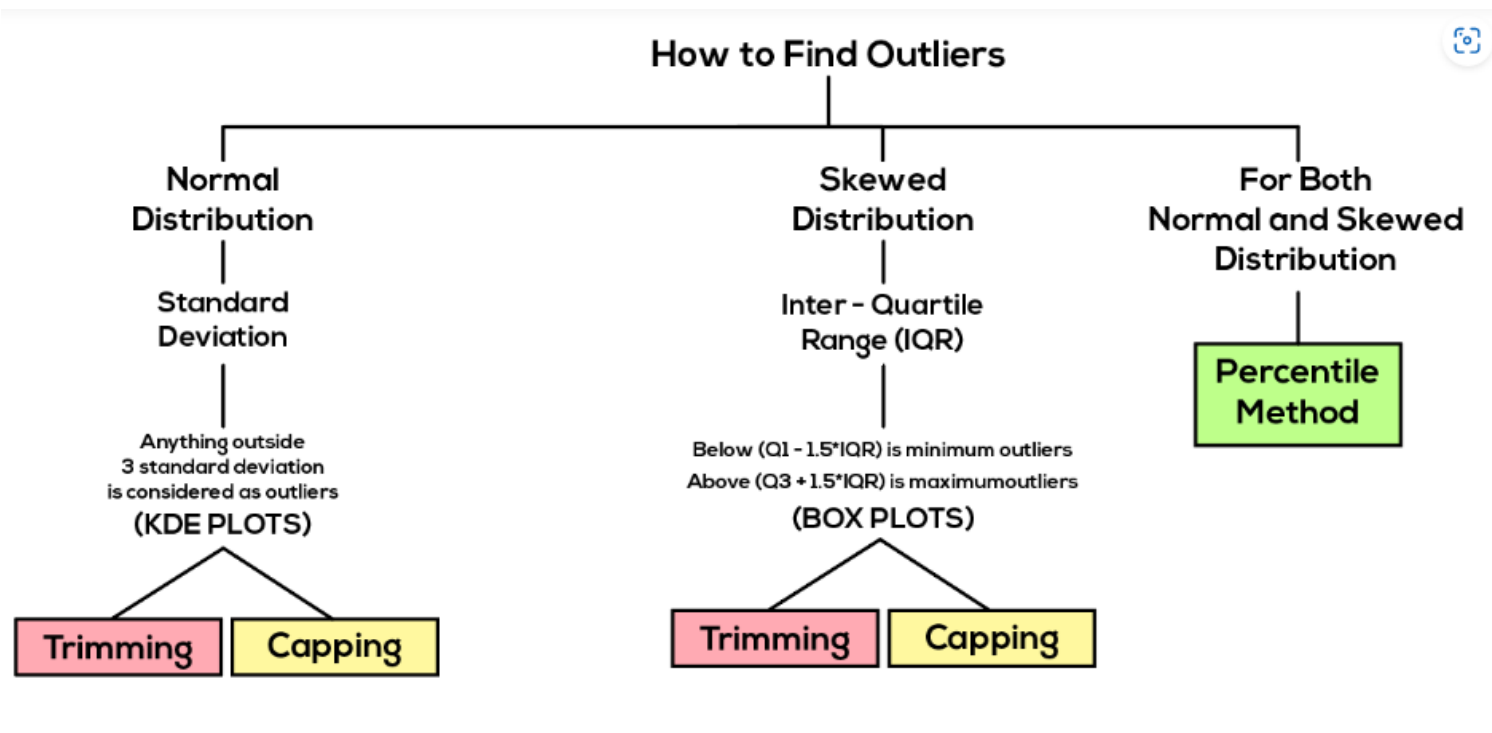 How to Find Outliers
Normal
Distribution
Standard
Deviation
Anything outside
3 standard deviation
is considered as outliers
(KDE PLOTS)
Trimming
Capping
Skewed
Distribution
Inter - Quartile
Range (IQR)
Below (Q1 - 1.5*IQR) is minimum outliers
Above (Q3 + 1.5*IQR) is maximumoutliers
(BOX PLOTS)
Trimming
Capping
For Both
Normal and Skewed
Distribution
Percentile
Method